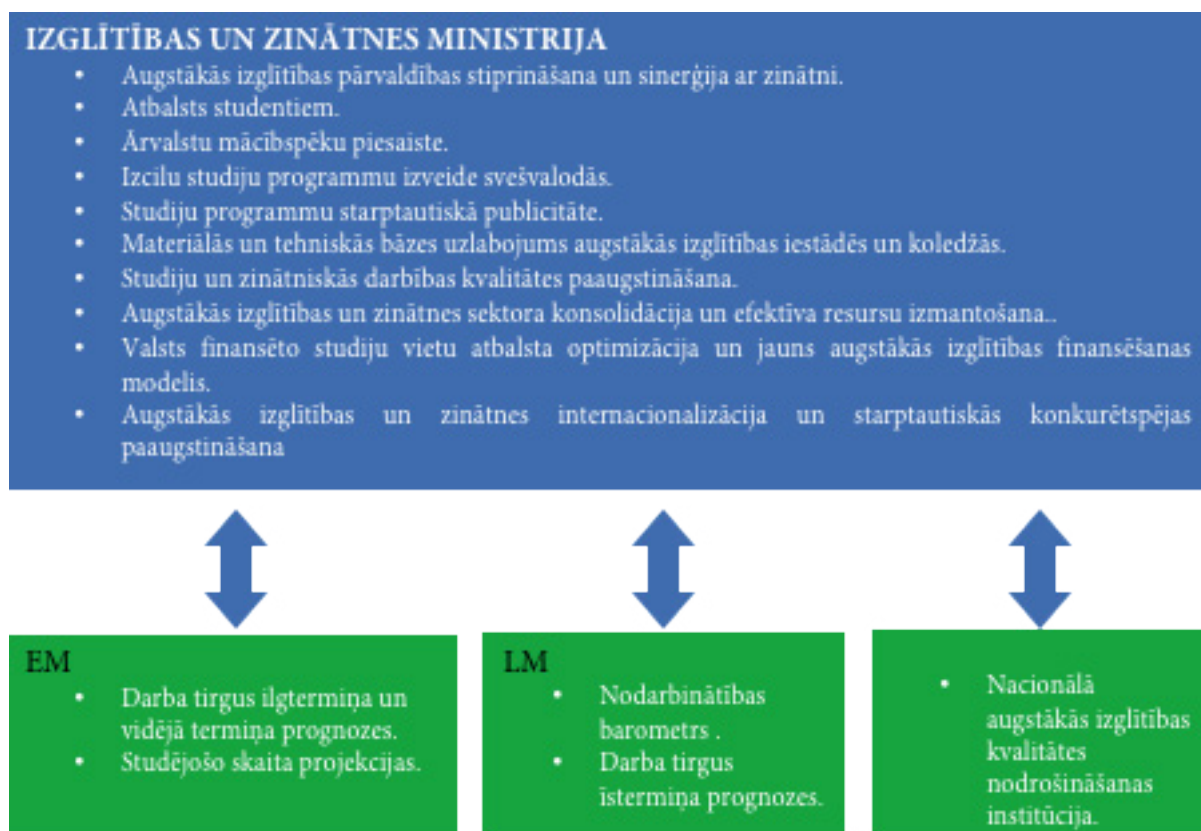 IZGLĪTĪBAS UN ZINĀTNES MINISTRIJA
• Augstākās izglītības pārvaldības stiprināšana un sinerģija ar zinātni.
• Atbalsts studentiem.
• Ārvalstu mācībspēku piesaiste.
• Izcilu studiju programmu izveide svešvalodās.
• Studiju programmu starptautiskā publicitāte.
• Materiālās un tehniskās bāzes uzlabojums augstākās izglītības iestādēs un koledžās.
• Studiju un zinātniskās darbības kvalitātes paaugstināšana.
• Augstākās izglītības un zinātnes sektora konsolidācija un efektīva resursu izmantošana..
• Valsts finansēto studiju vietu atbalsta optimizācija un jauns augstākās izglītības finansēšanas
modelis.
• Augstākās izglītības un zinātnes internacionalizācija un starptautiskās konkurētspējas
paaugstināšana
EM
• Darba tirgus ilgtermiņa un
vidējā termiņa prognozes.
• Studējošo skaita projekcijas.
LM
• Nodarbinātības
barometrs .
• Darba tirgus
īstermiņa prognozes.
• Nacionālā
augstākās izglītības
kvalitātes
nodrošināšanas
institūcija.